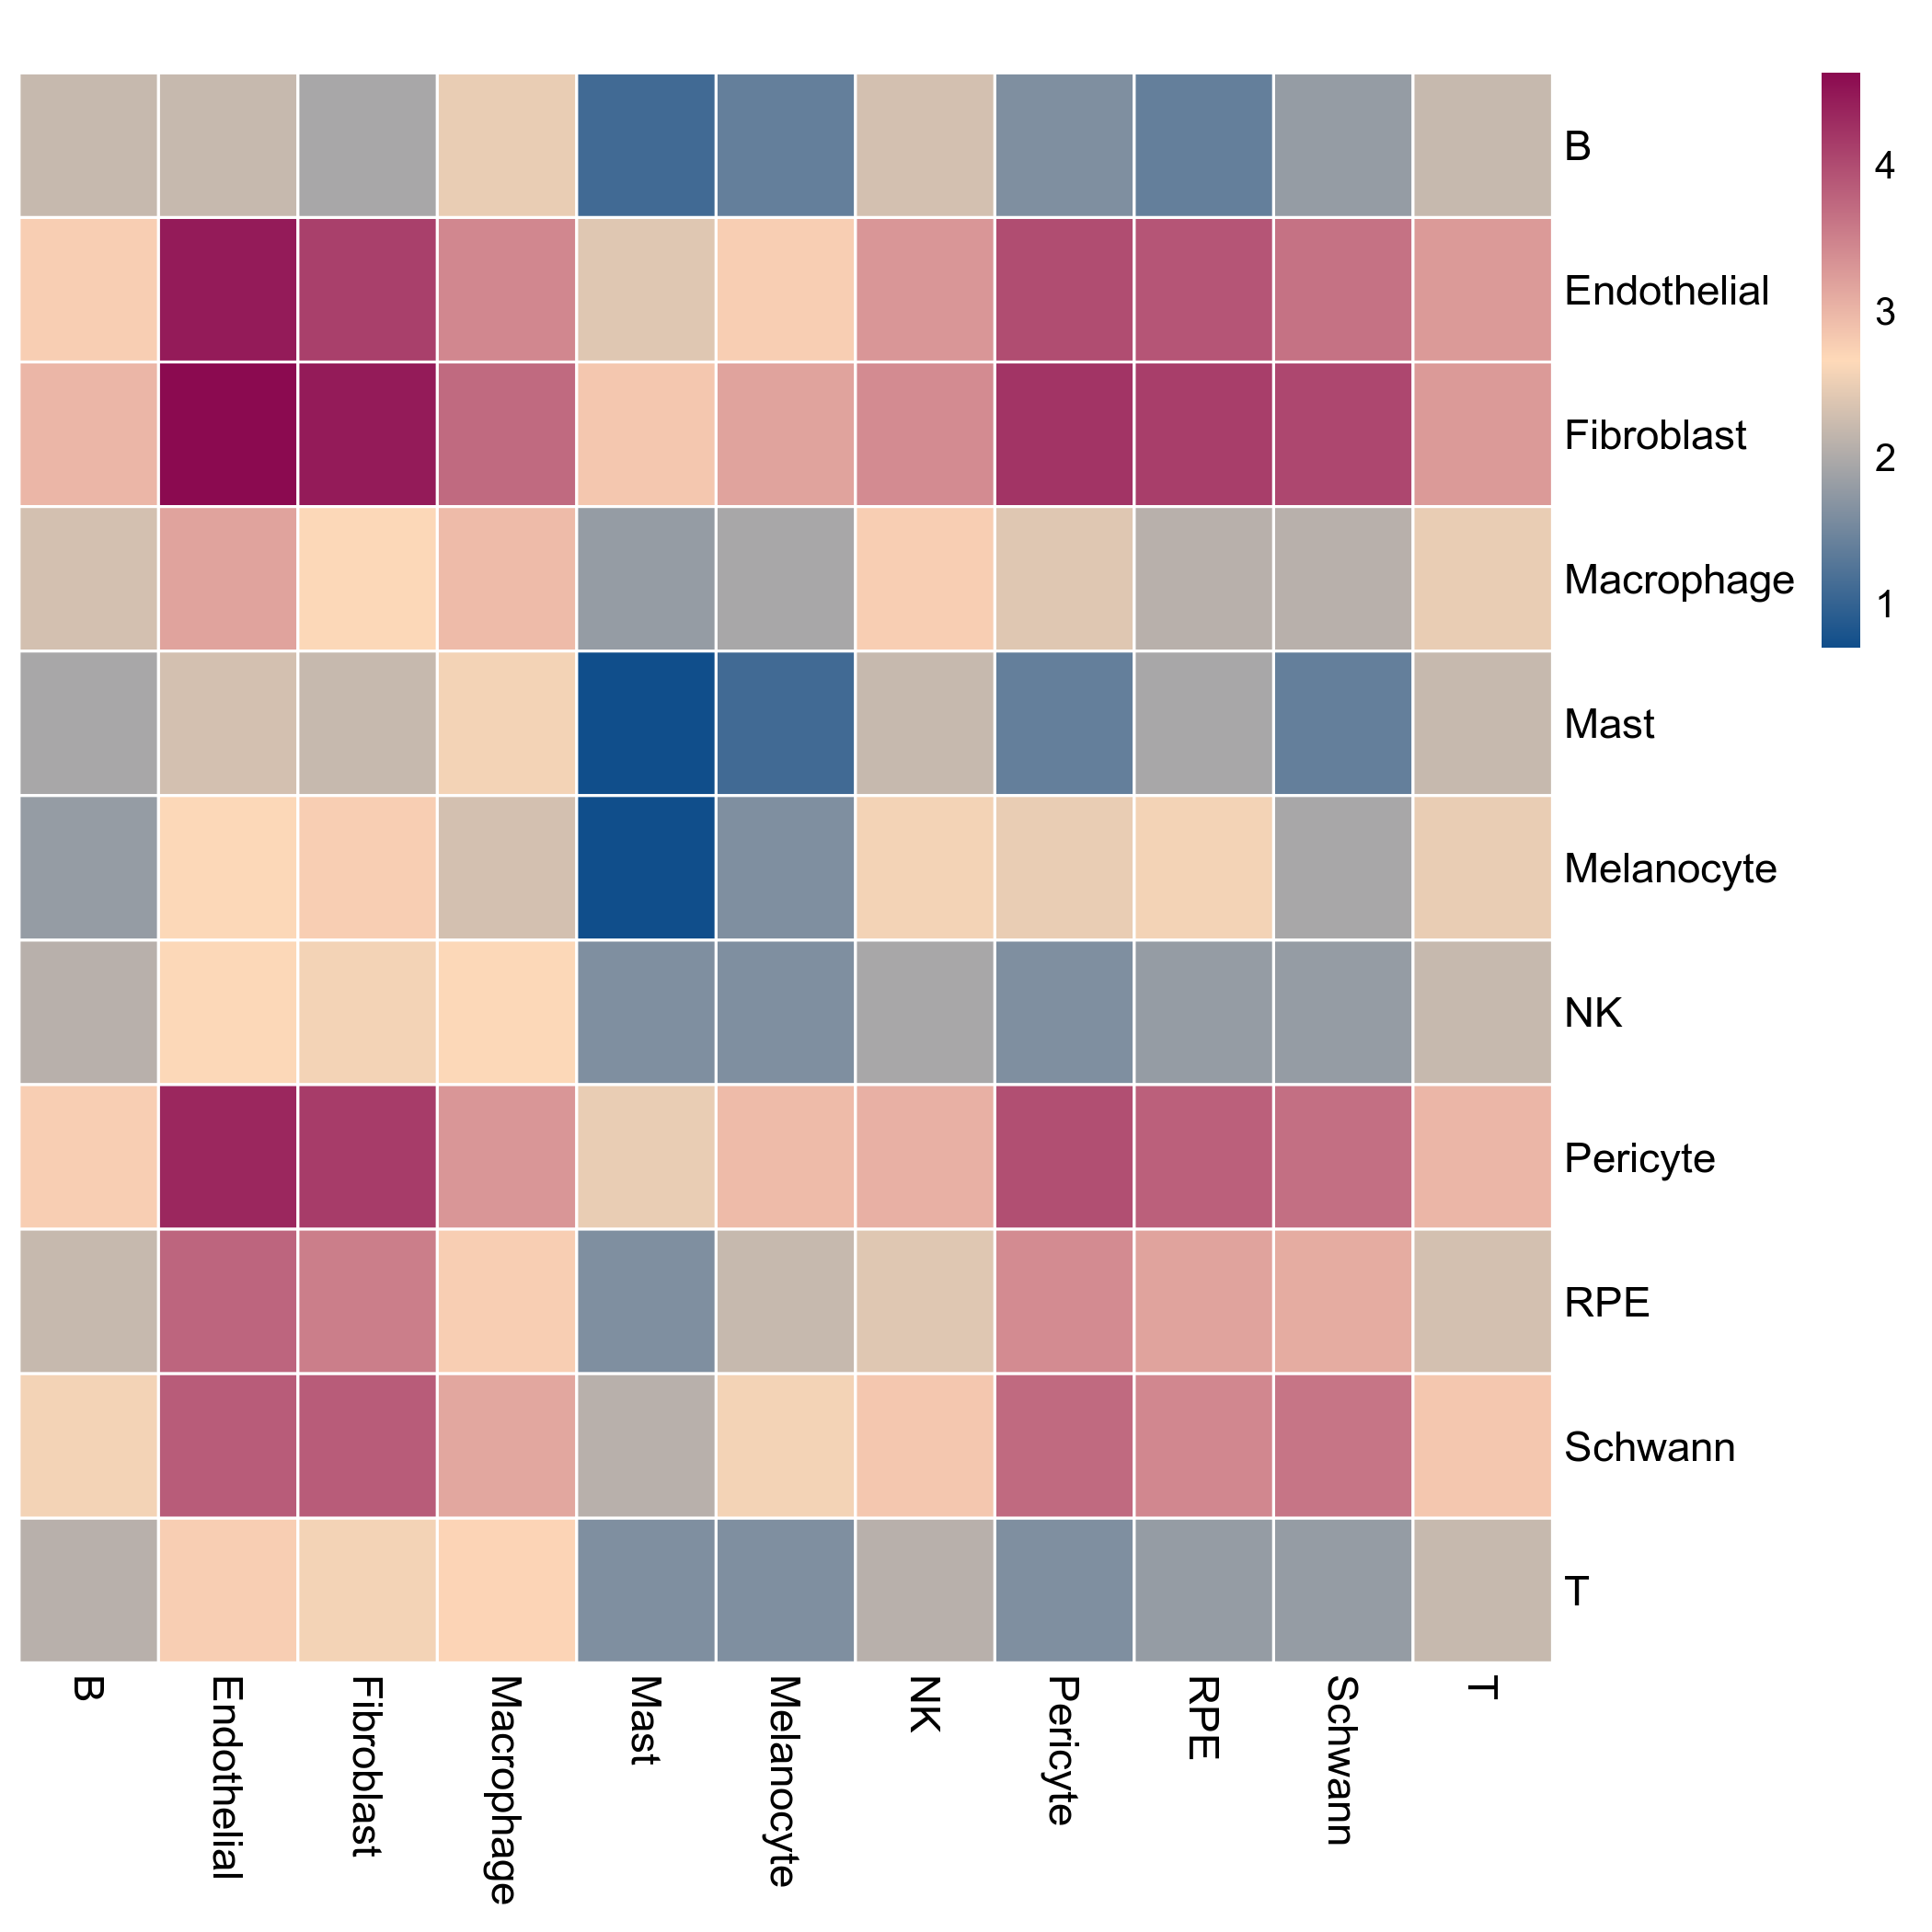 B
Endothelial
Fibroblast
Macrophage
Mast
Melanocyte
NK
Pericyte
RPE
Schwann
T
4
3
2
1
B
Endothelial
Fibroblast
Macrophage
Mast
Melanocyte
NK
Pericyte
RPE
Schwann
T